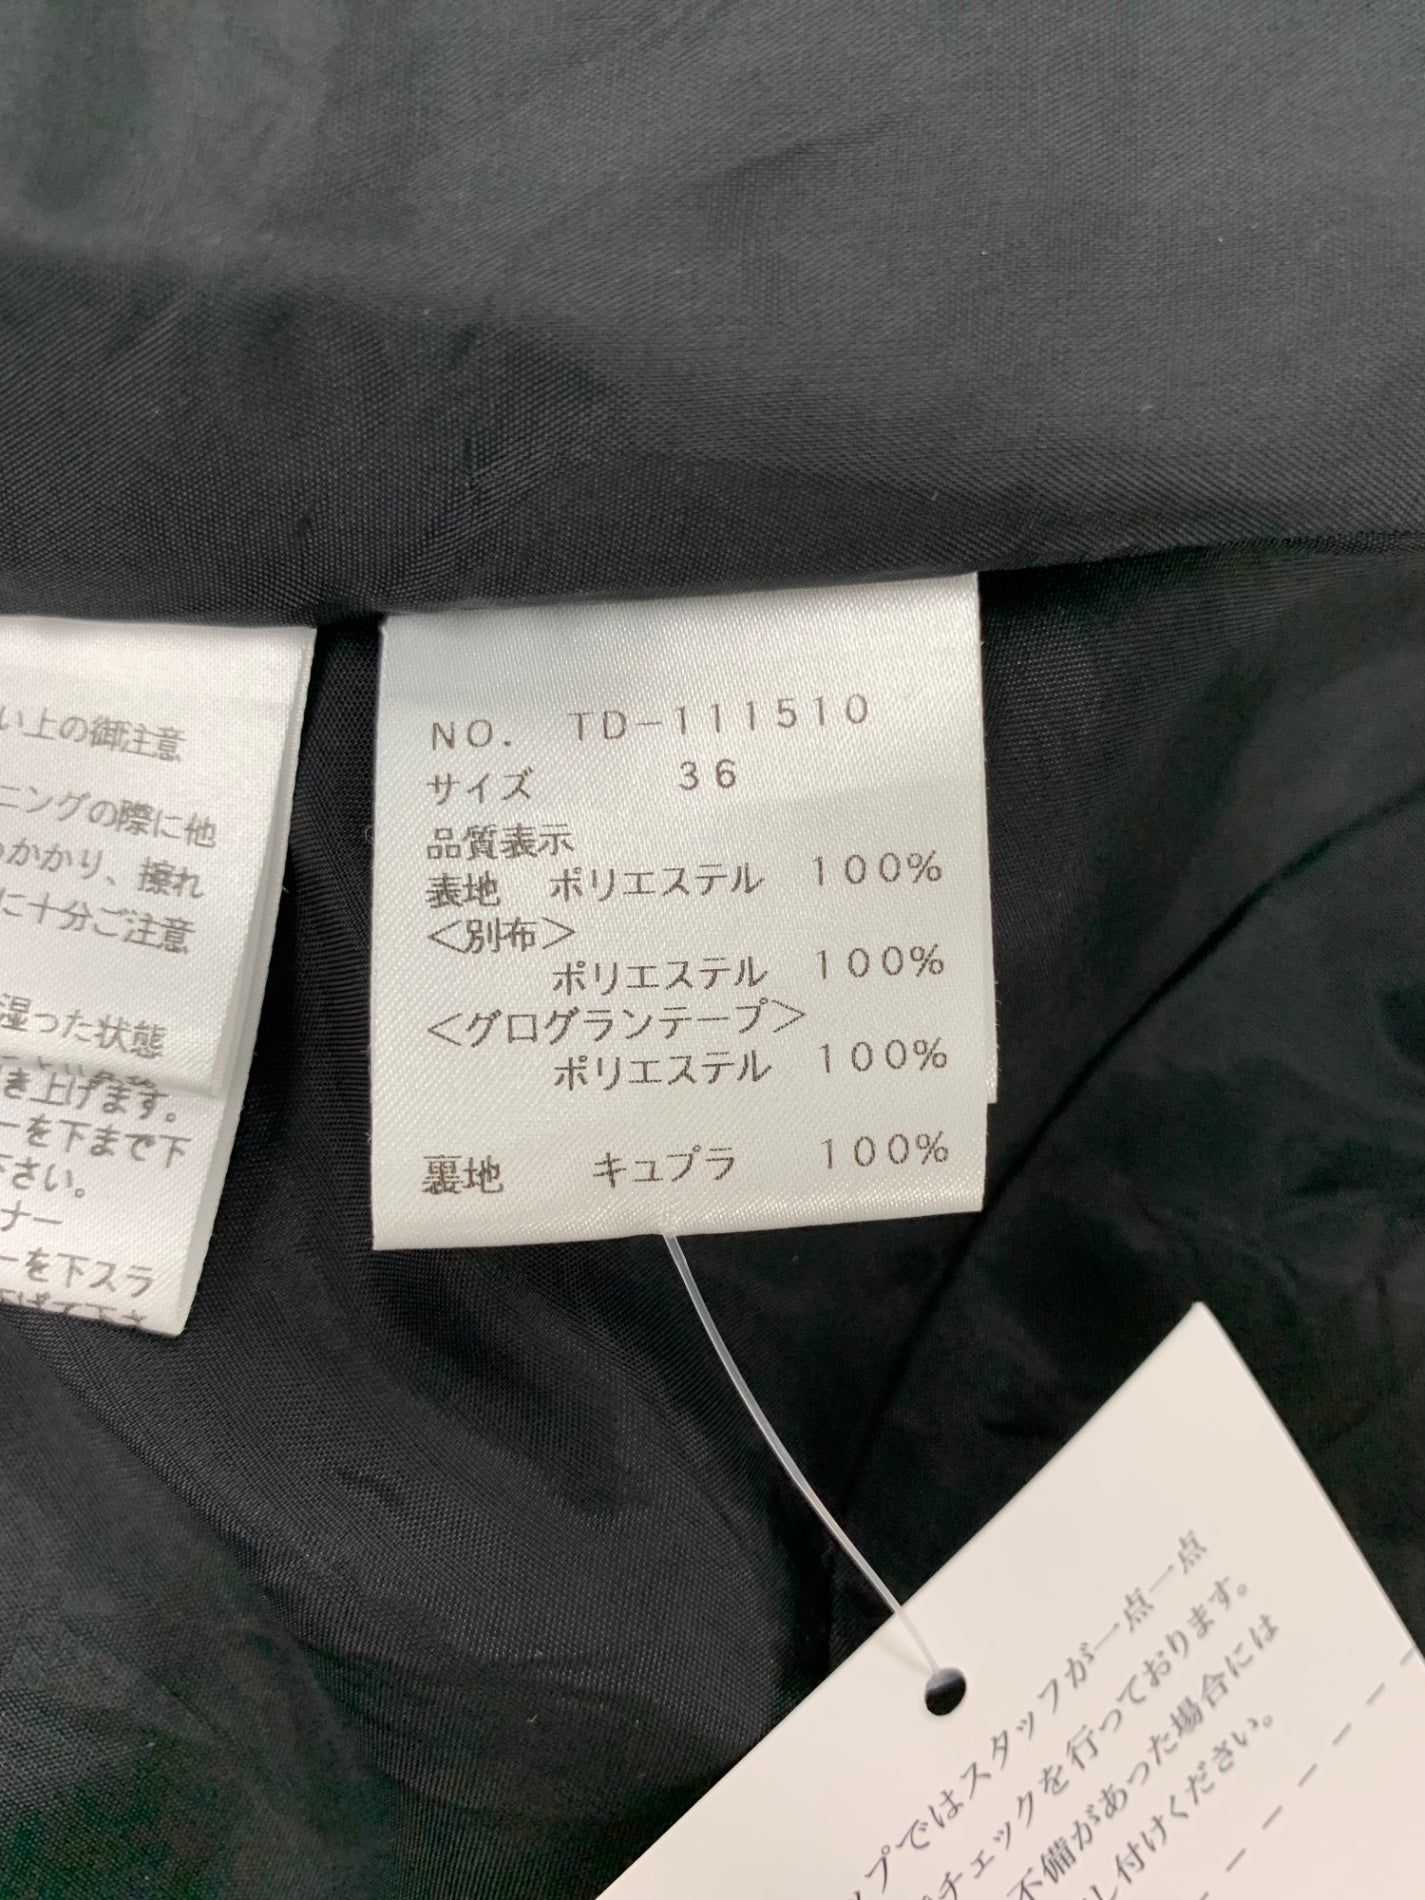 い上の御注意
ニングの際に他
かかり、擦れ
に十分ご注意
湿った状態
き上げます。
ーを下まで下
下さい。
ナー
ーを下スラ
NO. TD-111510
サイズ 36
品質表示
表地 ポリエステル 100%
<別布>
ポリエステル 100%
<グログランテープ>
ポリエステル 100%
裏地 キュプラ 100%
プではスタッフが一点一点
チェックを行っております。
不備があった場合には
し付けください。